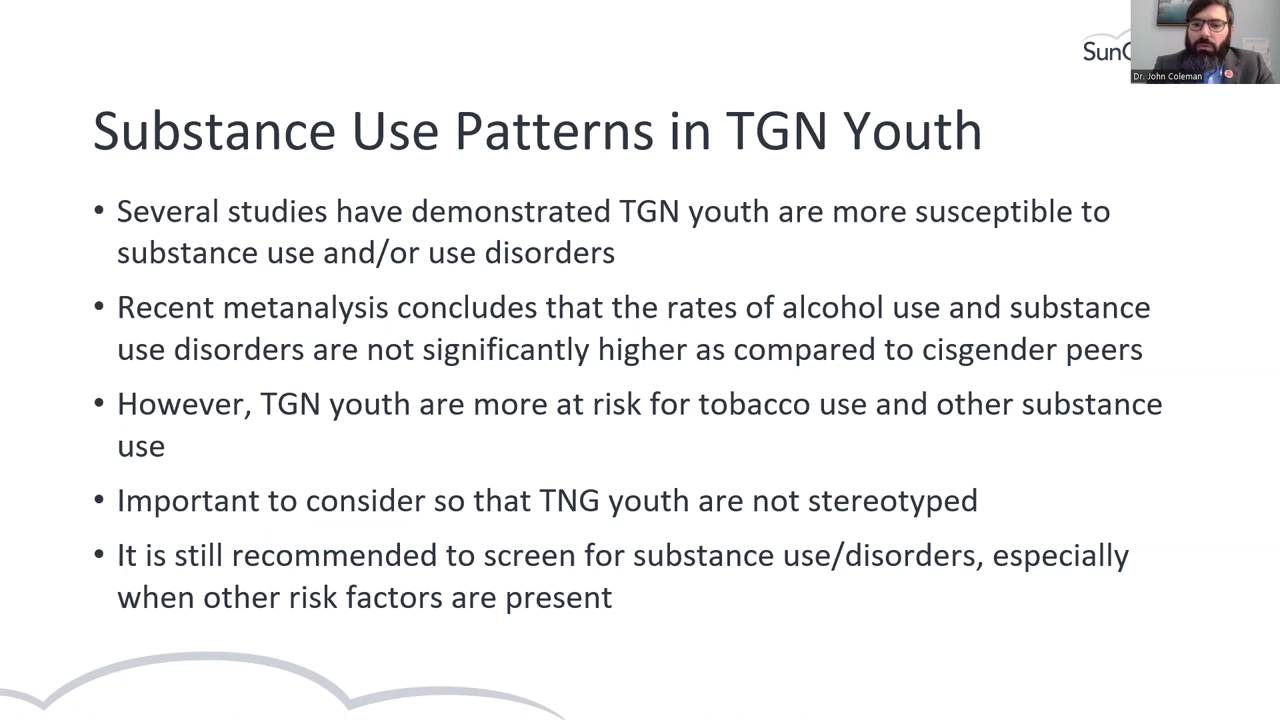 SunC
Dr. John Coleman
Substance Use Patterns in TGN Youth
• Several studies have demonstrated TGN youth are more susceptible to
substance use and/or use disorders
• Recent metanalysis concludes that the rates of alcohol use and substance
use disorders are not significantly higher as compared to cisgender peers
• However, TGN youth are more at risk for tobacco use and other substance
use
• Important to consider so that TNG youth are not stereotyped
• It is still recommended to screen for substance use/disorders, especially
when other risk factors are present